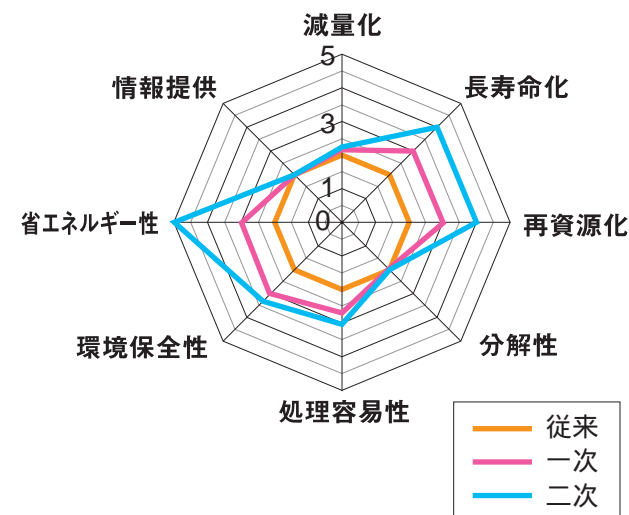 減量化
5
情報提供
長寿命化
3
1
省エネルギー性
0
再資源化
環境保全性
分解性
処理容易性
従来
一次
二次